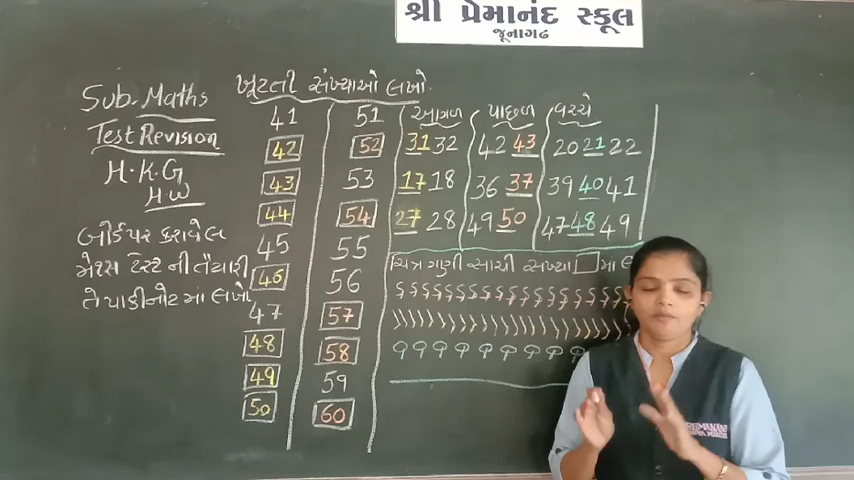 શ્રી પ્રેમાનંદ સ્કૂલ
જૂનાગઢ
Sub. Maths
Test Revision
H.K.G
H.W
બોર્ડ પર કરાવેલ
મેથ્સ ટેસ્ટ ની તૈયારી
તે પાકીનોટ માં લખો
ખૂટતી સંખ્યાઓ લખો.
41
42
43
44
45
46
47
48
49
50
51
52
53
54
55
56
57
58
59
60
આગળ પાછળ વચ્ચે
31 32 42 43 20 21 22
17 18 36 37 39 40 41
27 28 49 50 47 48 49
ચિત્ર ગણી સાચી સંખ્યા □ માં લ